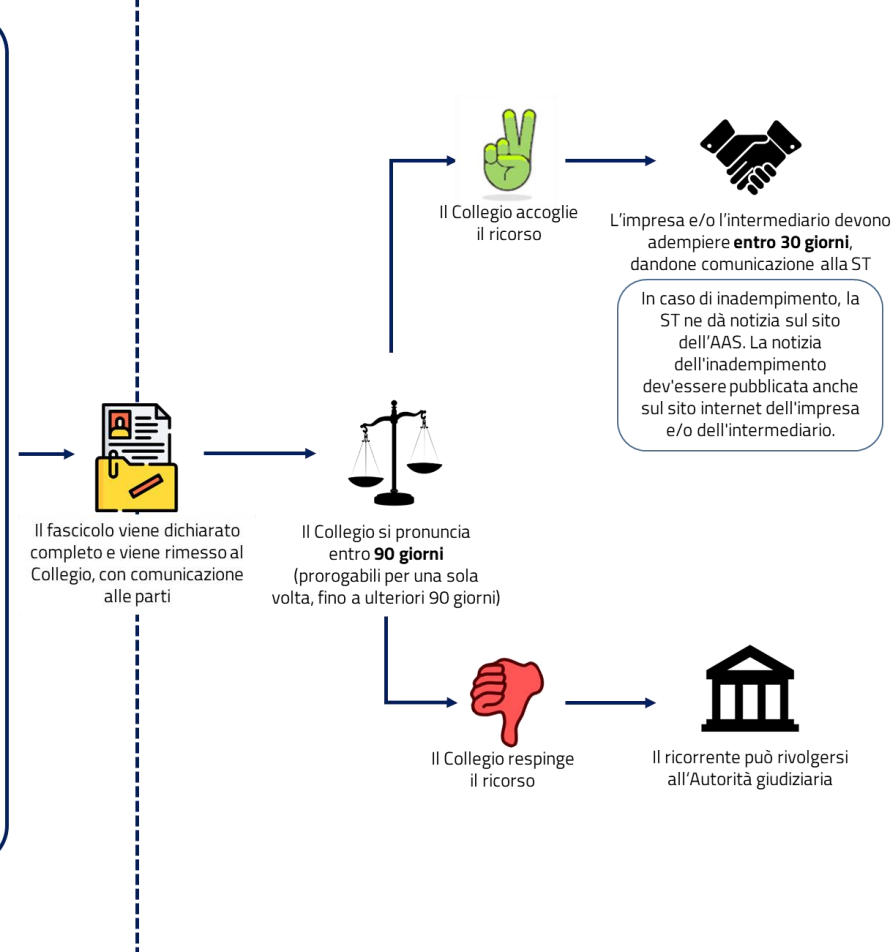 Il Collegio accoglie
il ricorso
L'impresa e/o l'intermediario devono
adempiere entro 30 giorni,
dandone comunicazione alla ST
In caso di inadempimento, la
ST ne dà notizia sul sito
dell'AAS. La notizia
dell'inadempimento
dev'essere pubblicata anche
sul sito internet dell'impresa
e/o dell'intermediario.
Il fascicolo viene dichiarato
completo e viene rimesso al
Collegio, con comunicazione
alle parti
Il Collegio si pronuncia
entro 90 giorni
(prorogabili per una sola
volta, fino a ulteriori 90 giorni)
Il Collegio respinge
il ricorso
Il ricorrente può rivolgersi
all'Autorità giudiziaria